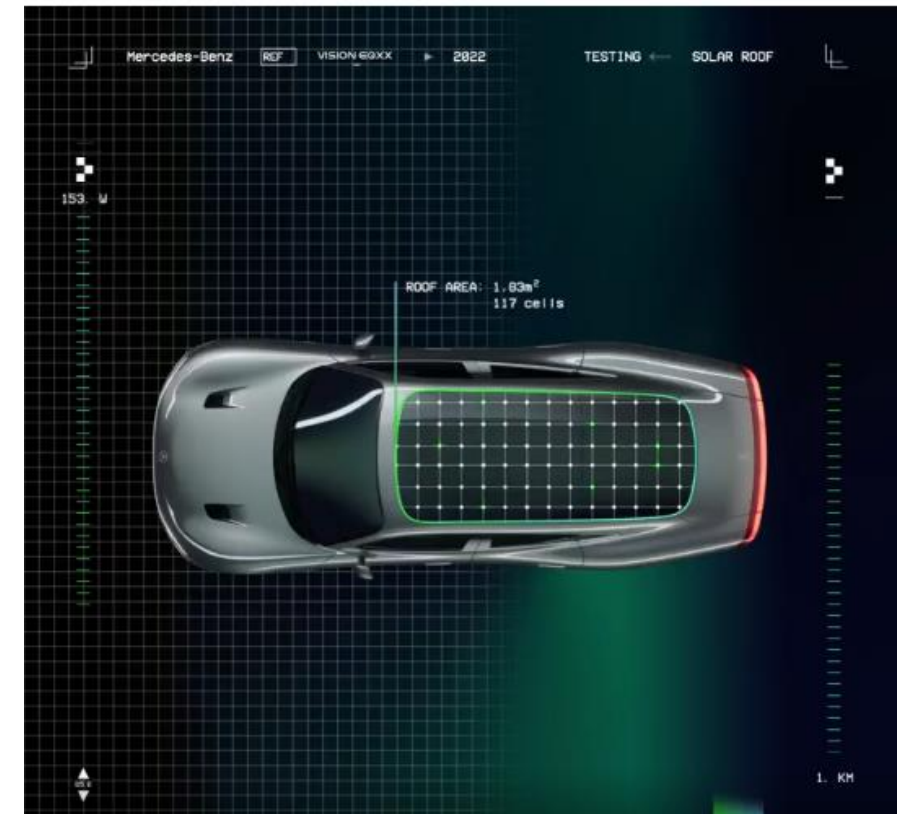 Mercedes-Benz REF VISION EQXX 2022 TESTING SOLAR ROOF
153. W
ROOF AREA: 1.83m²
117 cells
1. KM